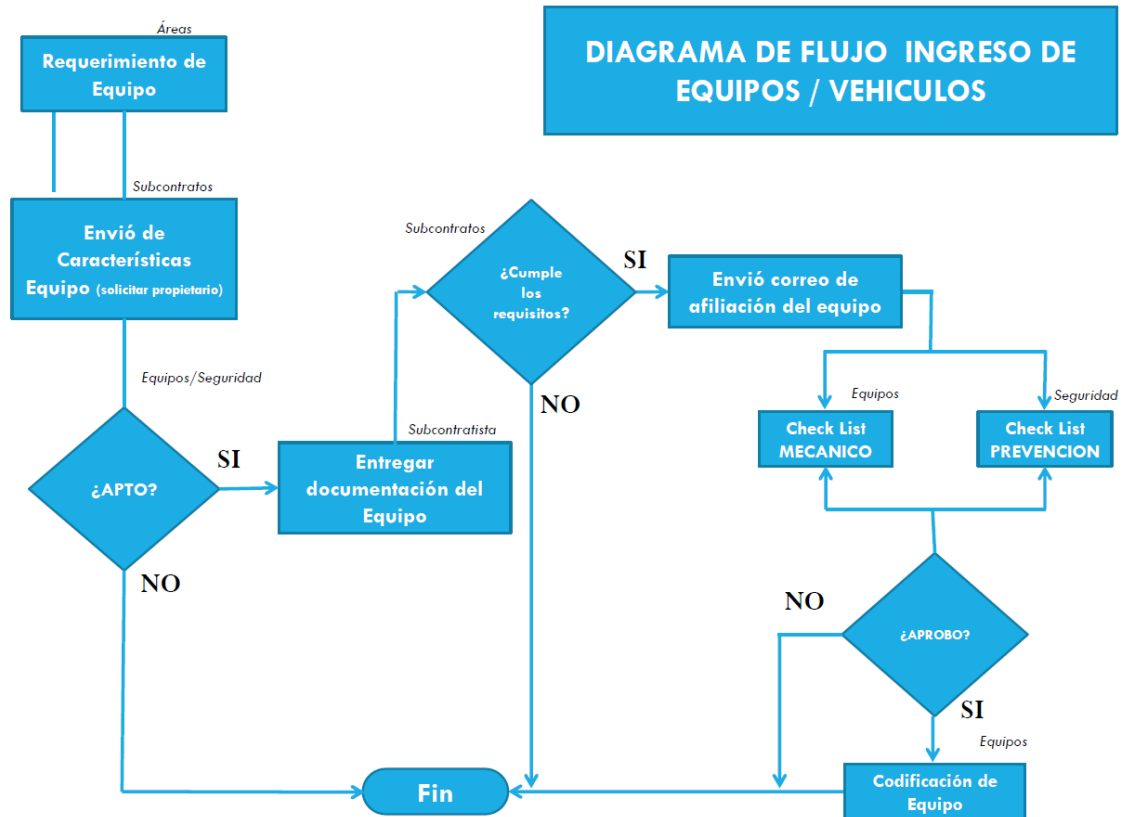 DIAGRAMA DE FLUJO INGRESO DE
EQUIPOS / VEHICULOS
Áreas
Requerimiento de
Equipo
Subcontratos
Envió de
Características
Equipo (solicitar propietario)
Equipos/Seguridad
¿APTO?
SI
NO
Subcontratista
Entregar
documentación del
Equipo
Subcontratos
¿Cumple
los
requisitos?
SI
NO
Envió correo de
afiliación del equipo
Equipos
Check List
MECANICO
Seguridad
Check List
PREVENCION
¿APROBO?
NO
SI
Equipos
Codificación de
Equipo
Fin